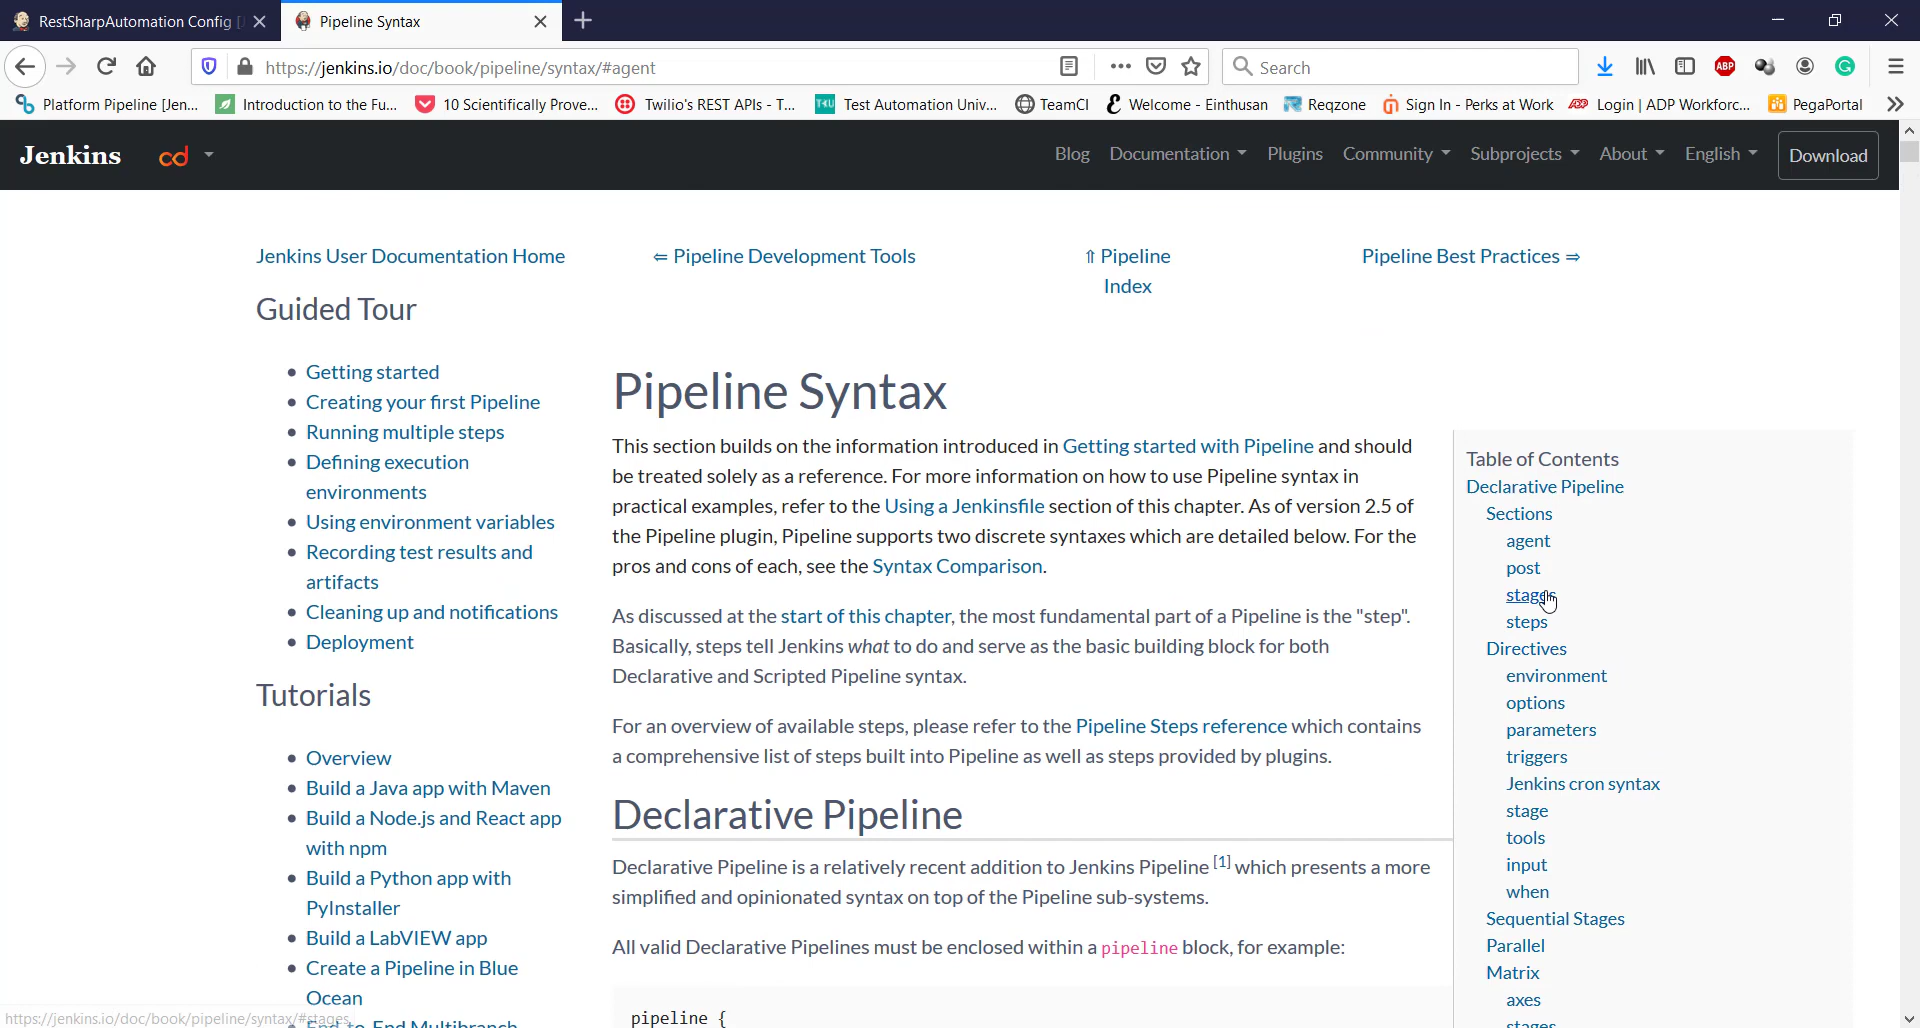 RestSharpAutomation Config [J
Pipeline Syntax
https://jenkins.io/doc/book/pipeline/syntax/#agent
Search
Platform Pipeline [Jen...
Introduction to the Fu...
10 Scientifically Prove...
Twilio's REST APIs - T...
Test Automation Univ...
TeamCI
Welcome - Einthusan
Reqzone
Sign In - Perks at Work
Login | ADP Workforc...
PegaPortal
ABP
Jenkins
cd
Blog
Documentation
Plugins
Community
Subprojects
About
English
Download
Jenkins User Documentation Home
⇐ Pipeline Development Tools
⇑ Pipeline
Index
Pipeline Best Practices ⇒
Guided Tour
Getting started
Creating your first Pipeline
Running multiple steps
Defining execution
environments
Using environment variables
Recording test results and
artifacts
Cleaning up and notifications
Deployment
Tutorials
Overview
Build a Java app with Maven
Build a Node.js and React app
with npm
Build a Python app with
PyInstaller
Build a LabVIEW app
Create a Pipeline in Blue
Ocean
End-to-End Multibranch
Pipeline Syntax
This section builds on the information introduced in Getting started with Pipeline and should
be treated solely as a reference. For more information on how to use Pipeline syntax in
practical examples, refer to the Using a Jenkinsfile section of this chapter. As of version 2.5 of
the Pipeline plugin, Pipeline supports two discrete syntaxes which are detailed below. For the
pros and cons of each, see the Syntax Comparison.
As discussed at the start of this chapter, the most fundamental part of a Pipeline is the "step".
Basically, steps tell Jenkins what to do and serve as the basic building block for both
Declarative and Scripted Pipeline syntax.
For an overview of available steps, please refer to the Pipeline Steps reference which contains
a comprehensive list of steps built into Pipeline as well as steps provided by plugins.
Declarative Pipeline
Declarative Pipeline is a relatively recent addition to Jenkins Pipeline [1] which presents a more
simplified and opinionated syntax on top of the Pipeline sub-systems.
All valid Declarative Pipelines must be enclosed within a pipeline block, for example:
pipeline {
Table of Contents
Declarative Pipeline
Sections
agent
post
stages
steps
Directives
environment
options
parameters
triggers
Jenkins cron syntax
stage
tools
input
when
Sequential Stages
Parallel
Matrix
axes
stages
https://jenkins.io/doc/book/pipeline/syntax/#stages